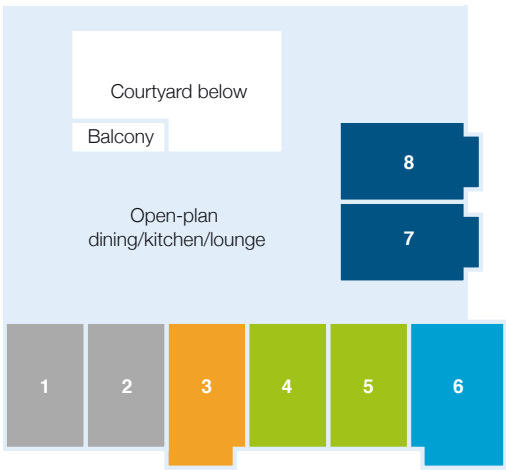 Courtyard below
Balcony
8
Open-plan
dining/kitchen/lounge
7
1 2 3 4 5 6